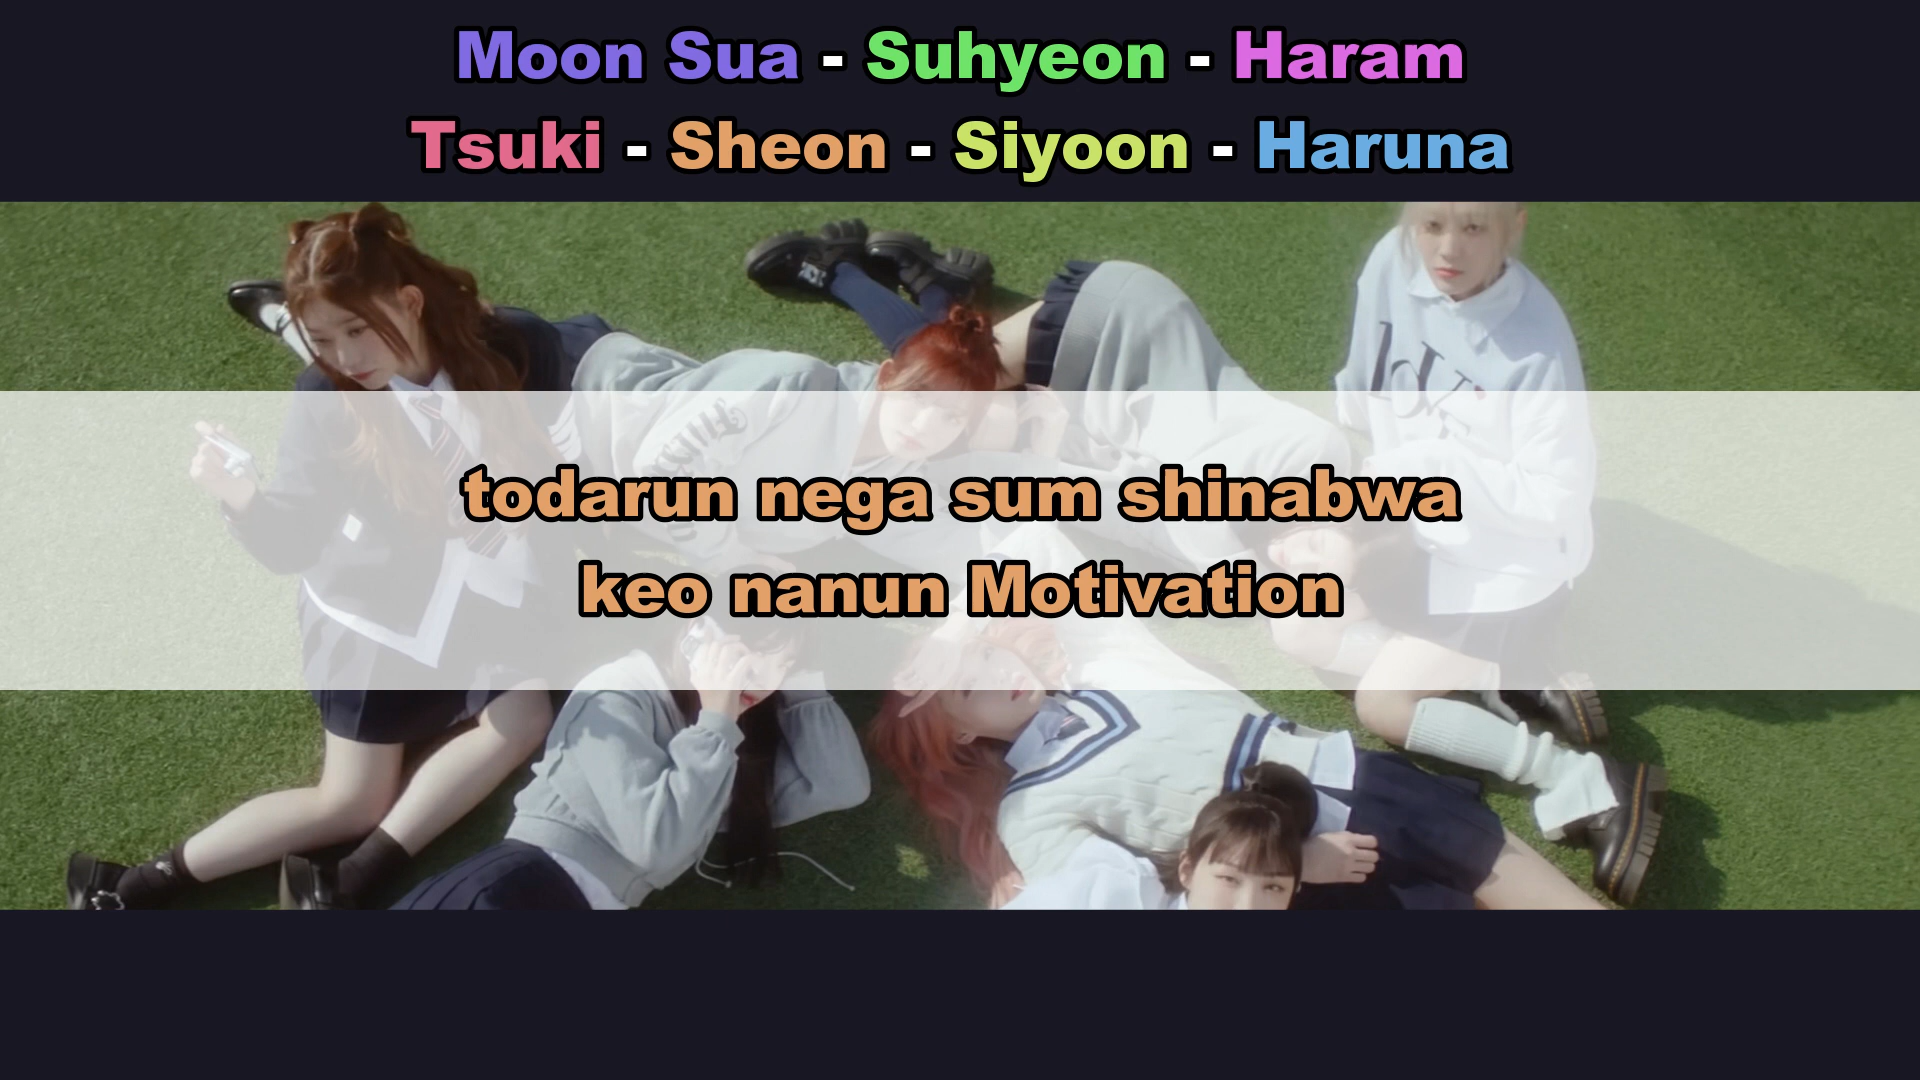 Moon Sua - Suhyeon - Haram
Tsuki - Sheon - Siyoon - Haruna
todarun nega sum shinabwa
keo nanun Motivation